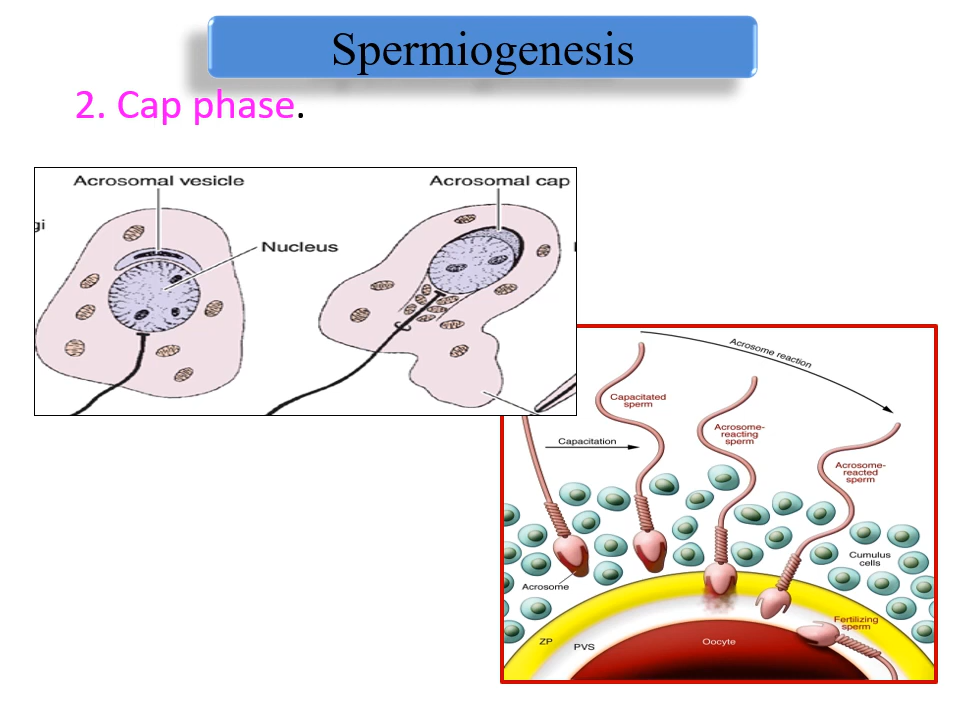 Spermiogenesis
2. Cap phase.
Acrosomal vesicle
Acrosomal cap
gi
Nucleus
Acrosome reaction
Capacitated
sperm
Capacitation
Acrosome-
reacting
sperm
Acrosome-
reacted
sperm
Cumulus
cells
Acrosome
Fertilizing
sperm
ZP
PVS
Oocyte